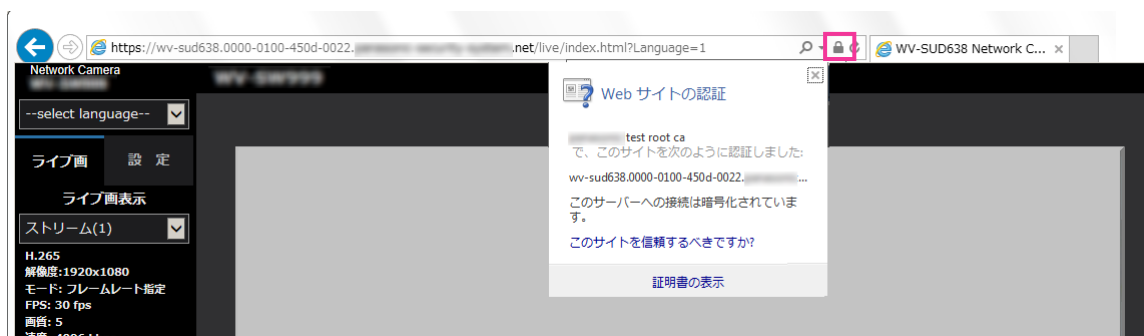 https://wv-sud638.0000-0100-450d-0022. .net/live/index.html?Language=1
WV-SUD638 Network C...
Network Camera
WV-SW999
--select language--
ライブ画
設 定
ライブ画表示
ストリーム(1)
H.265
解像度:1920x1080
モード: フレームレート指定
FPS: 30 fps
画質: 5
Web サイトの認証
test root ca
で、このサイトを次のように認証しました:
wv-sud638.0000-0100-450d-0022. ...
このサーバーへの接続は暗号化されていま
す。
このサイトを信頼するべきですか?
証明書の表示